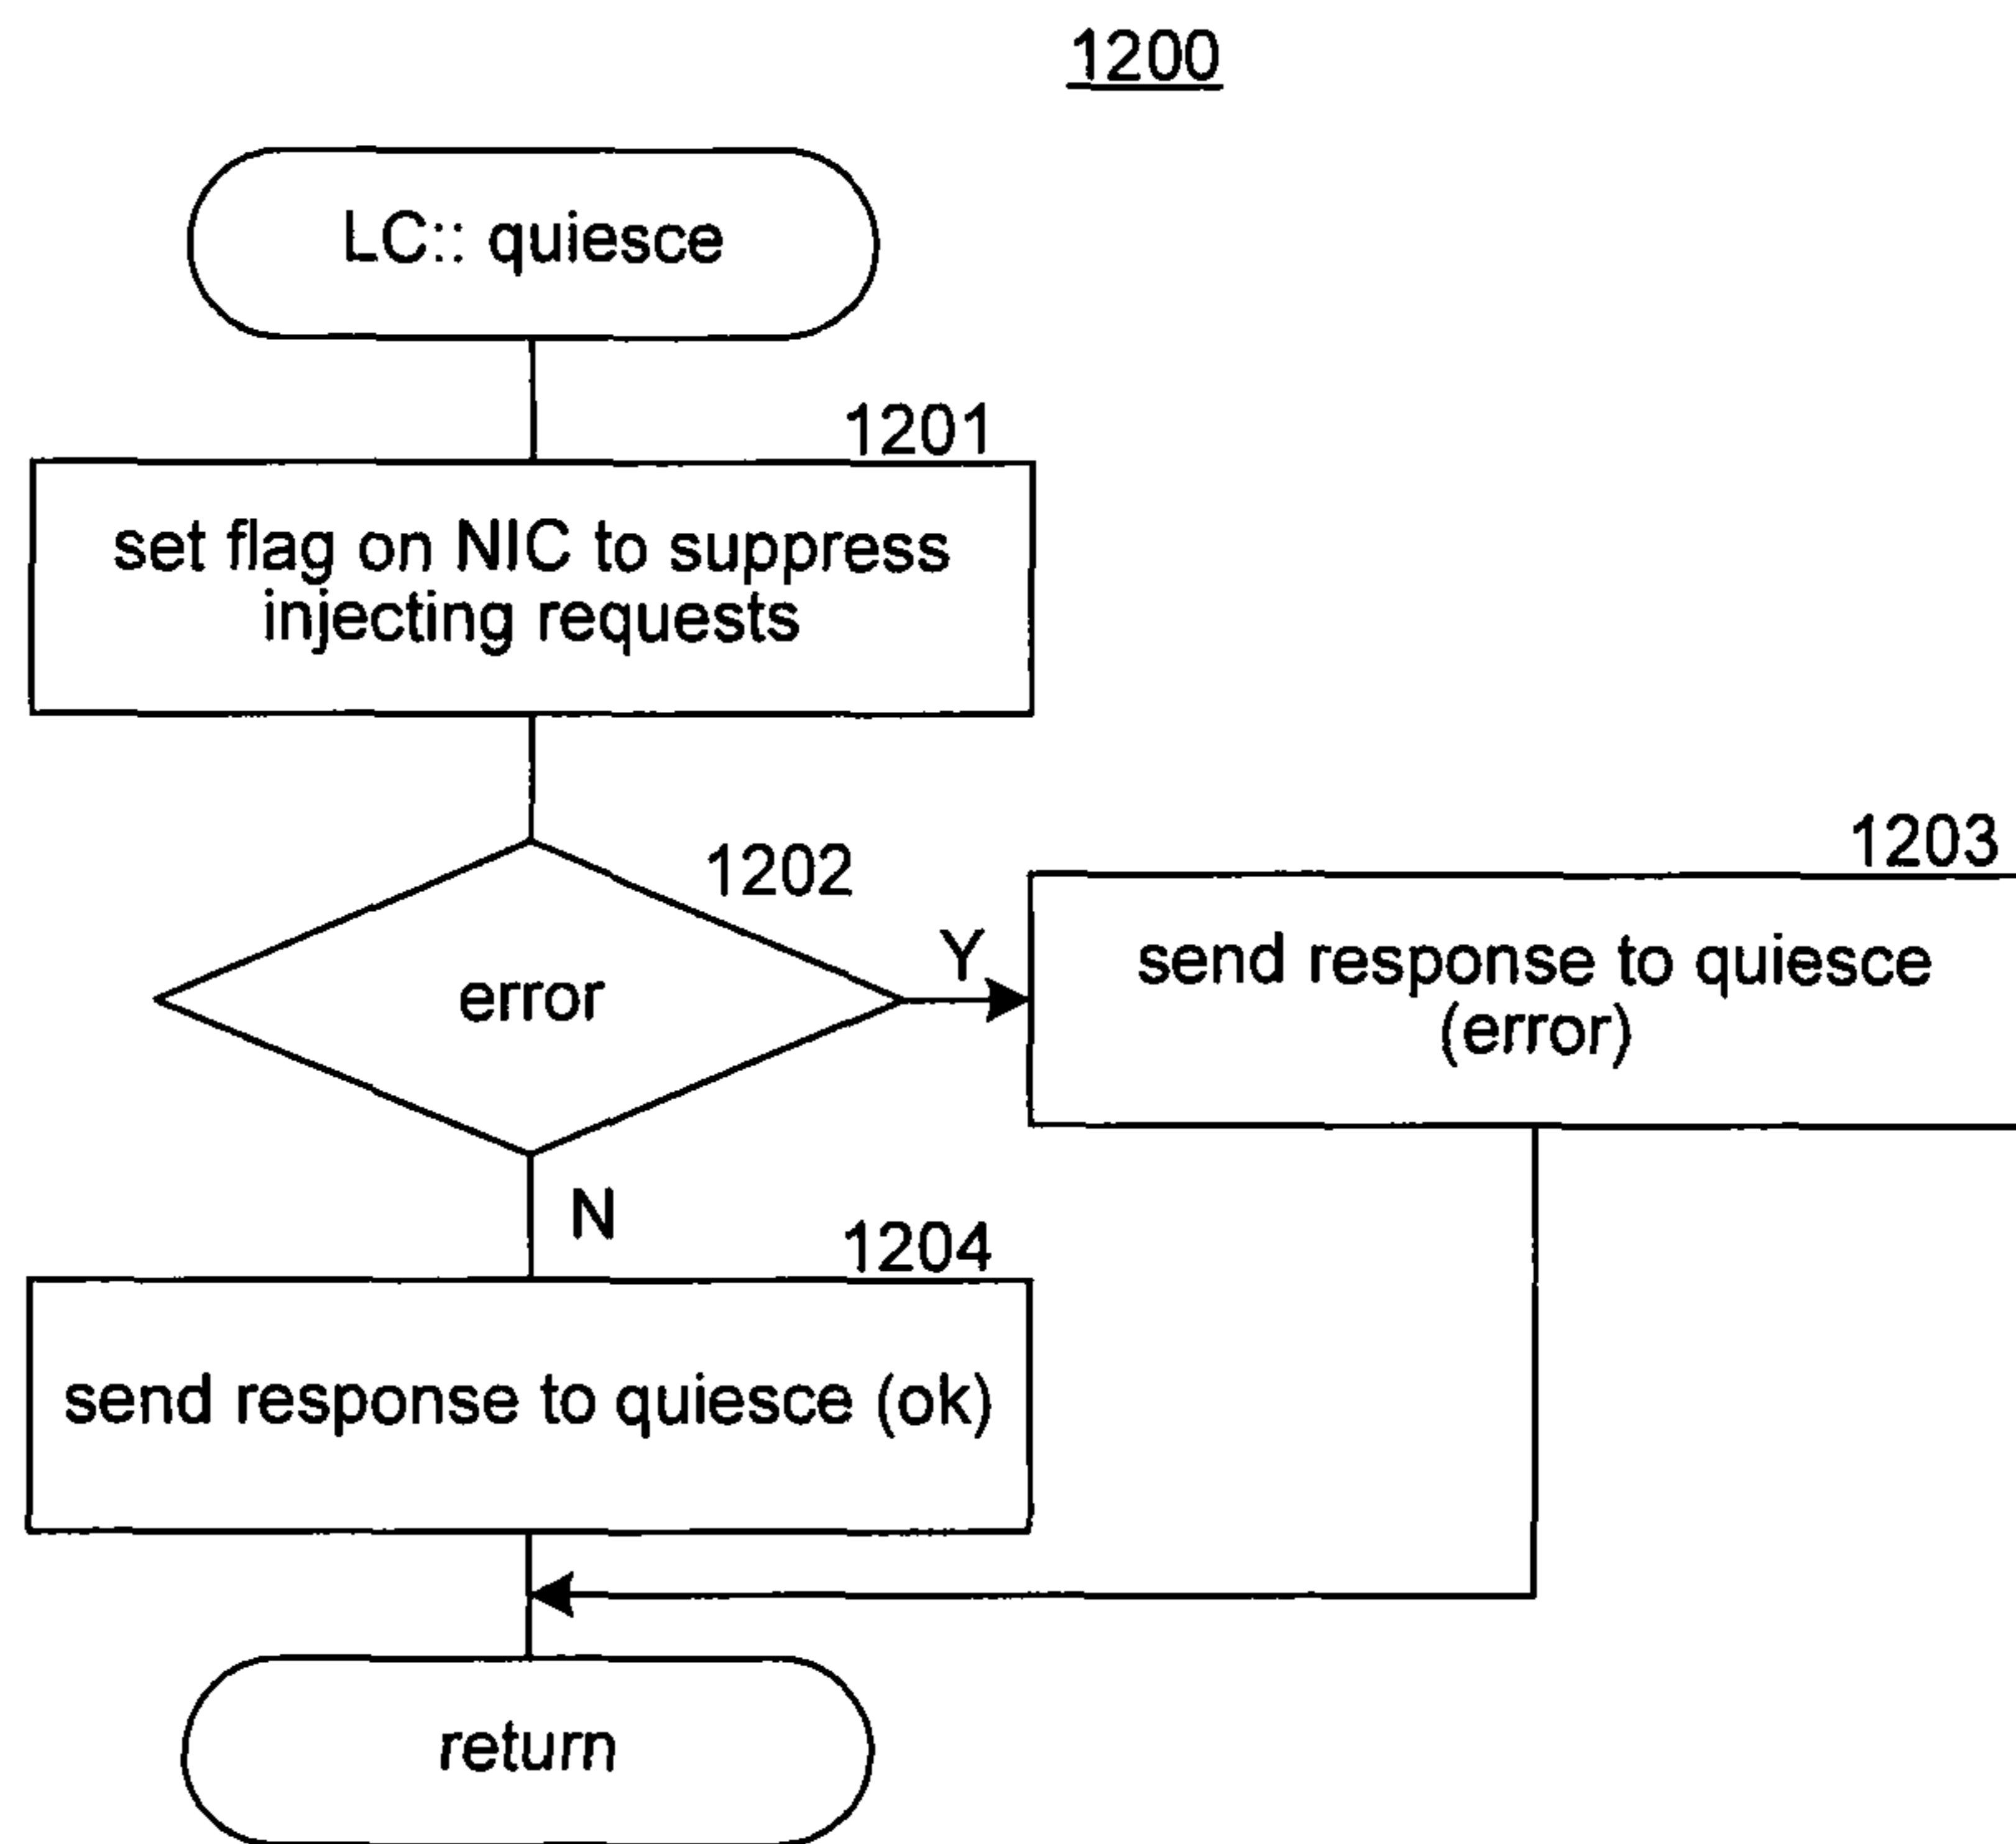 1200
LC:: quiesce
1201
set flag on NIC to suppress
injecting requests
1202
error
Y
1203
send response to quiesce
(error)
N
1204
send response to quiesce (ok)
return